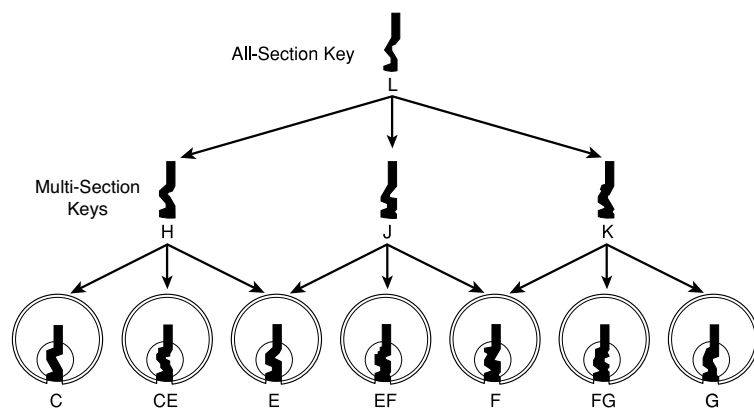 All-Section Key
L
Multi-Section
Keys
H J K
C CE E EF F FG G